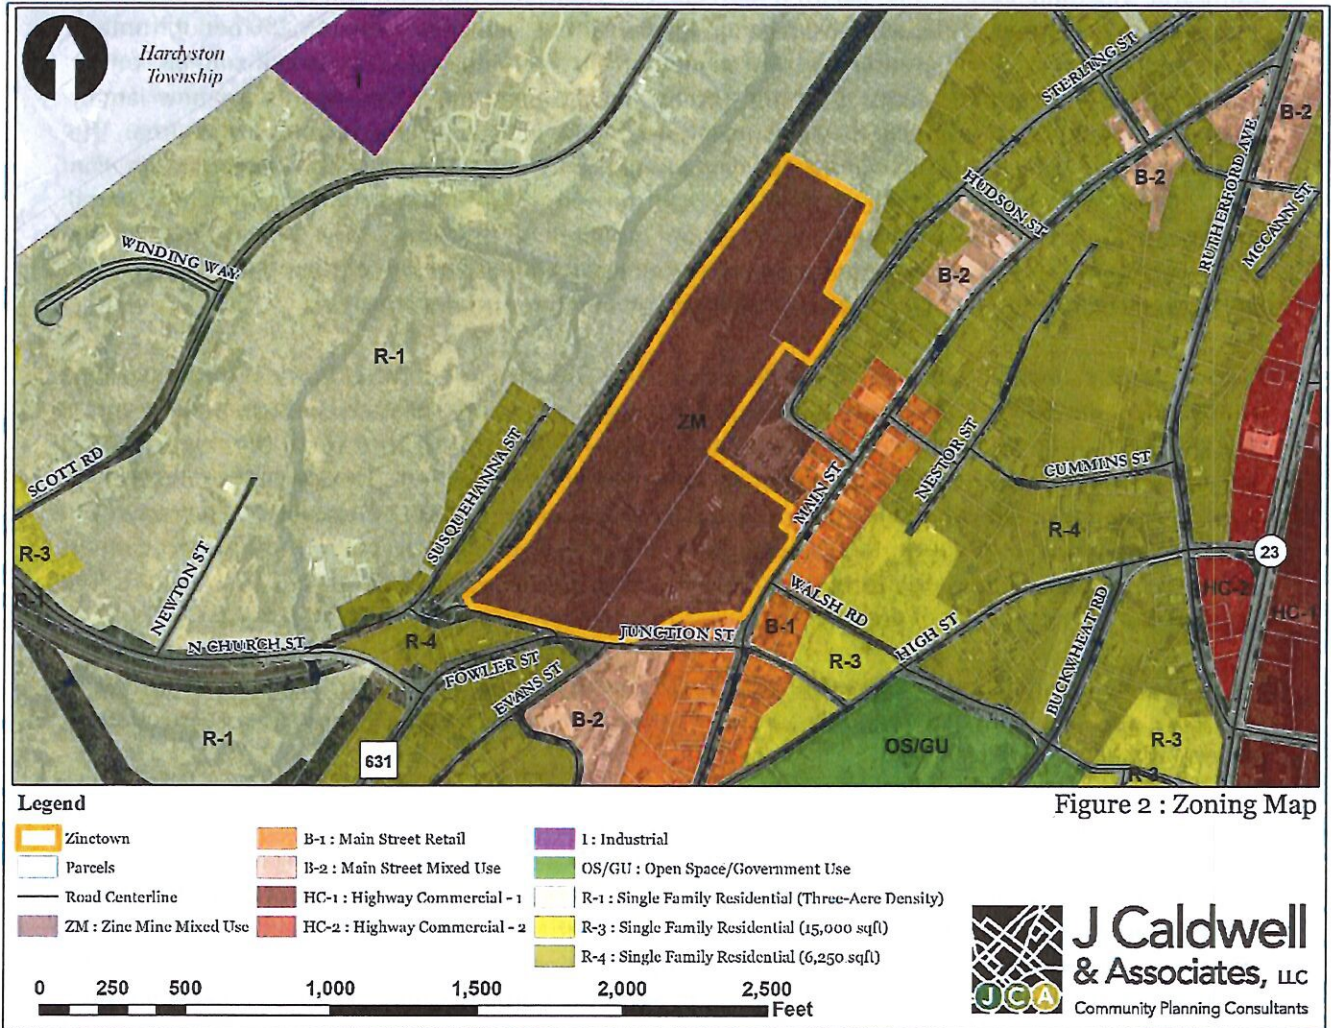 Hardyston
Township
I
STERLING ST
B-2
RUTHERFORD AVE
B-2
HUDSON ST
MCCANN ST
WINDING WAY
B-2
R-1
ZM
SCOTT RD
SUSQUEHANNA ST
MAIN ST
NESTOR ST
CUMMINS ST
R-4
R-3
NEWTON ST
23
HC-2
HC-1
WALSH RD
N CHURCH ST
R-4
JUNCTION ST
B-1
HIGH ST
BUCKWHEAT RD
FOWLER ST
EVANS ST
R-3
B-2
R-1
OS/GU
R-3
631
R-3
Legend
Figure 2 : Zoning Map
Zinctown
Parcels
Road Centerline
ZM : Zinc Mine Mixed Use
B-1 : Main Street Retail
B-2 : Main Street Mixed Use
HC-1 : Highway Commercial - 1
HC-2 : Highway Commercial - 2
I : Industrial
OS/GU : Open Space/Government Use
R-1 : Single Family Residential (Three-Acre Density)
R-3 : Single Family Residential (15,000 sqft)
R-4 : Single Family Residential (6,250 sqft)
0 250 500 1,000 1,500 2,000 2,500
Feet
J Caldwell
& Associates, LLC
JCA
Community Planning Consultants